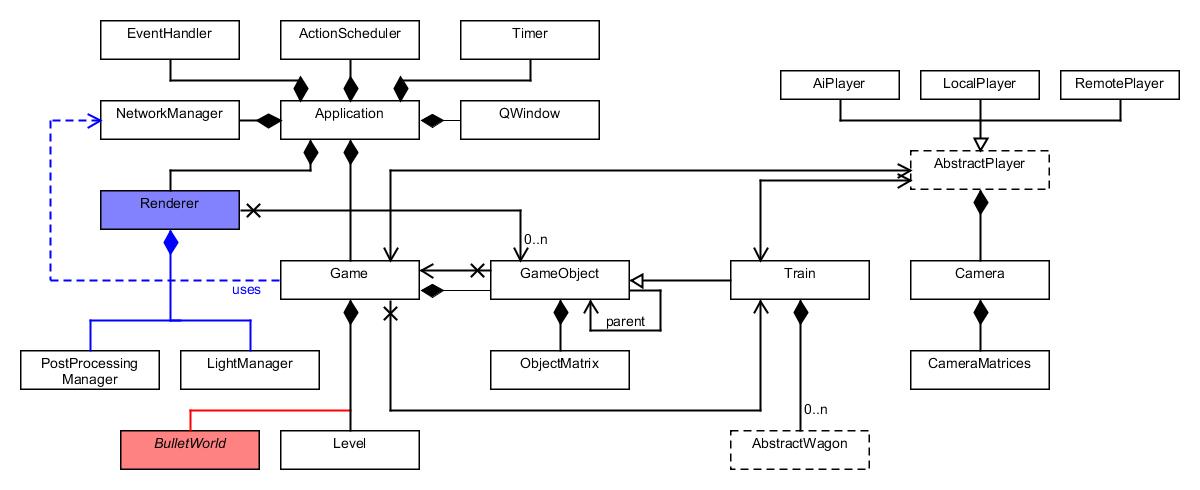 EventHandler
ActionScheduler
Timer
AiPlayer
LocalPlayer
RemotePlayer
NetworkManager
Application
QWindow
AbstractPlayer
Renderer
0..n
Game
GameObject
Train
Camera
uses
parent
PostProcessing
Manager
LightManager
ObjectMatrix
CameraMatrices
0..n
BulletWorld
Level
AbstractWagon